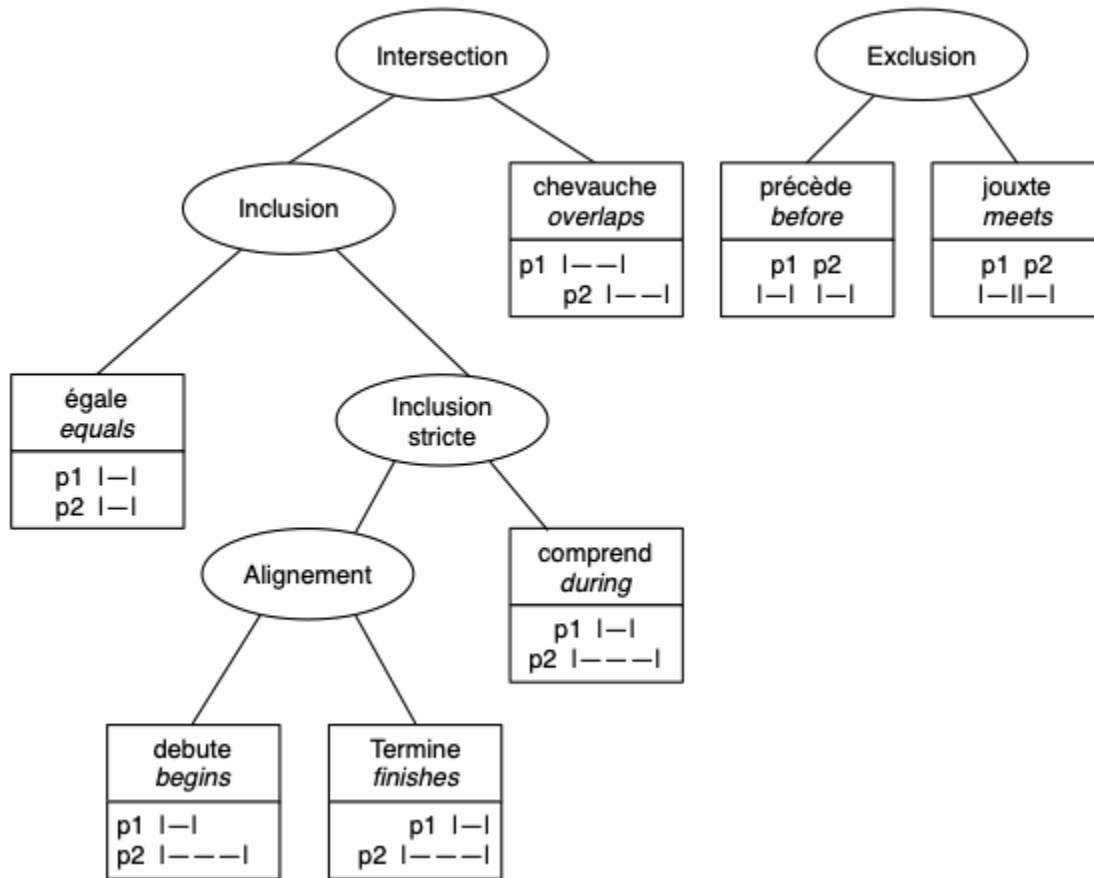 Intersection
Exclusion
Inclusion
chevauche
overlaps
p1 |——|
p2 |——|
précède
before
p1 p2
|—| |—|
jouxte
meets
p1 p2
|—||—|
égale
equals
p1 |—|
p2 |—|
Inclusion
stricte
Alignement
comprend
during
p1 |—|
p2 |———|
debute
begins
p1 |—|
p2 |———|
Termine
finishes
p1 |—|
p2 |———|